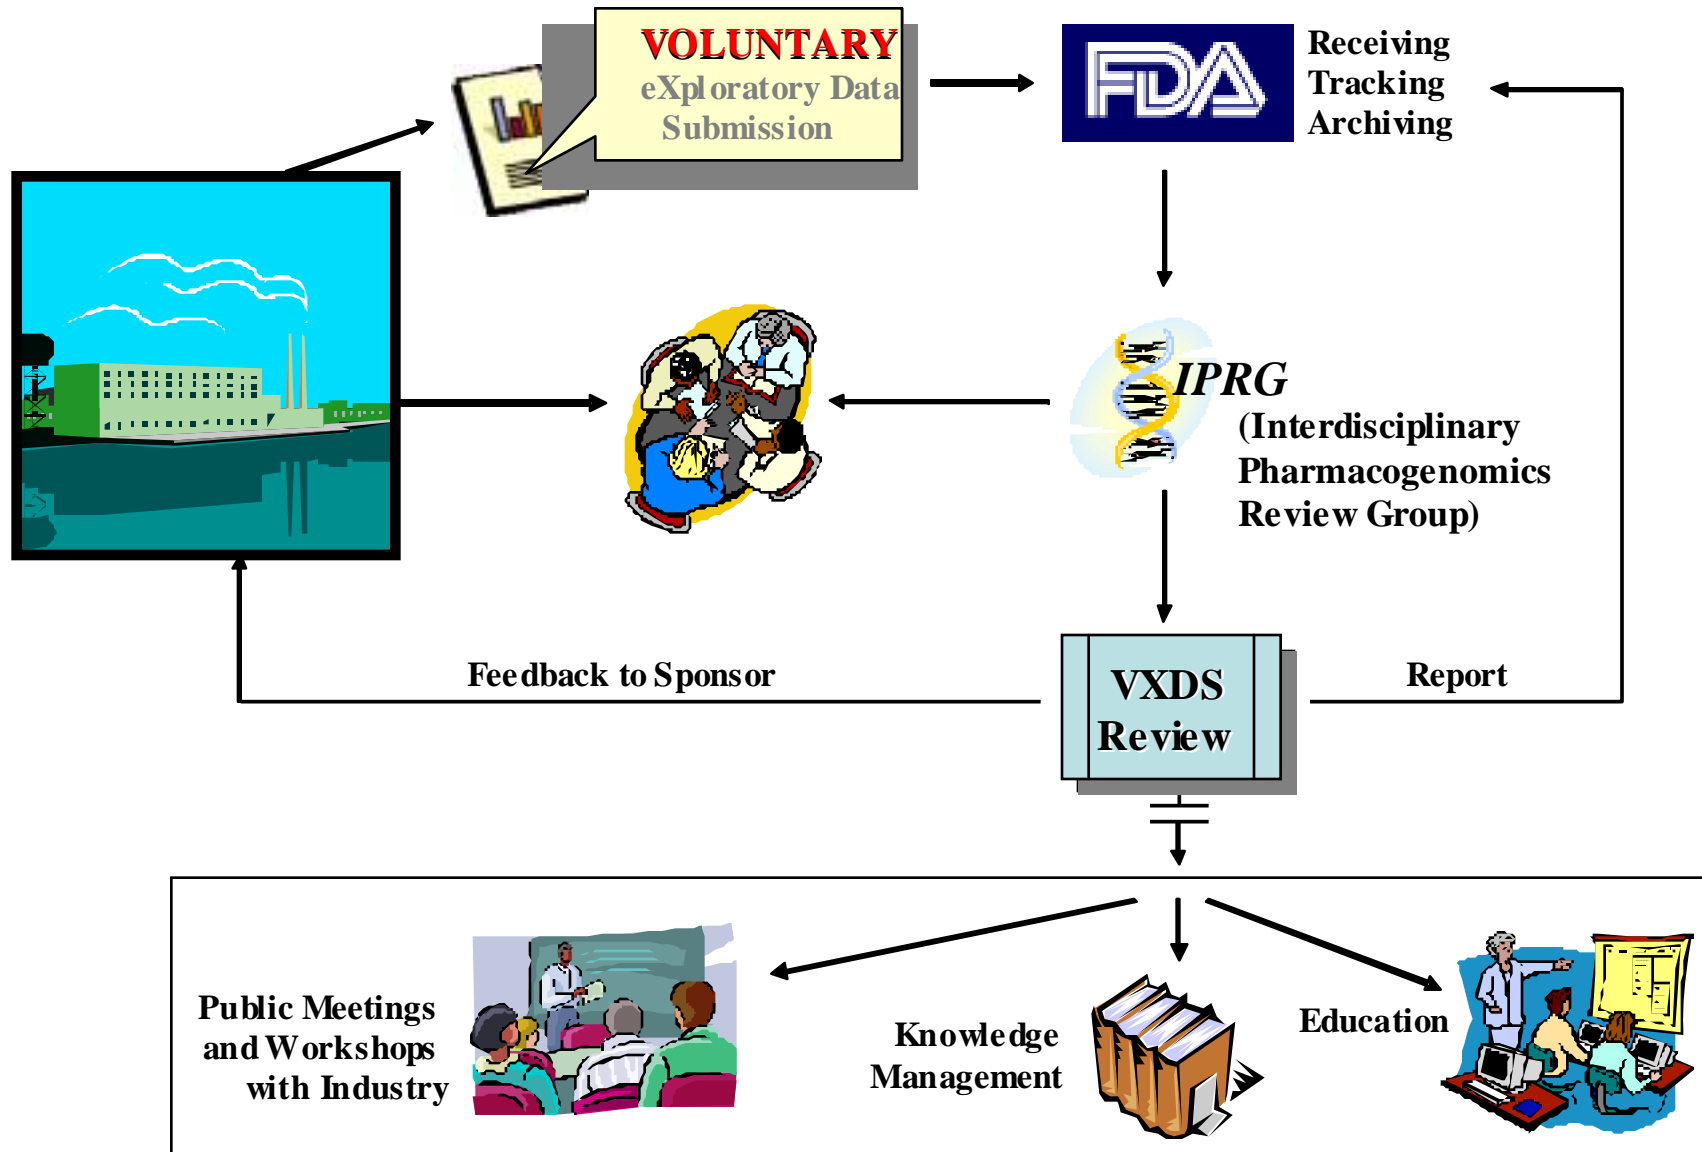 VOLUNTARY
eXploratory Data
Submission
FDA
Receiving
Tracking
Archiving
IPRG
(Interdisciplinary
Pharmacogenomics
Review Group)
Feedback to Sponsor
VXDS
Review
Report
Public Meetings
and Workshops
with Industry
Knowledge
Management
Education